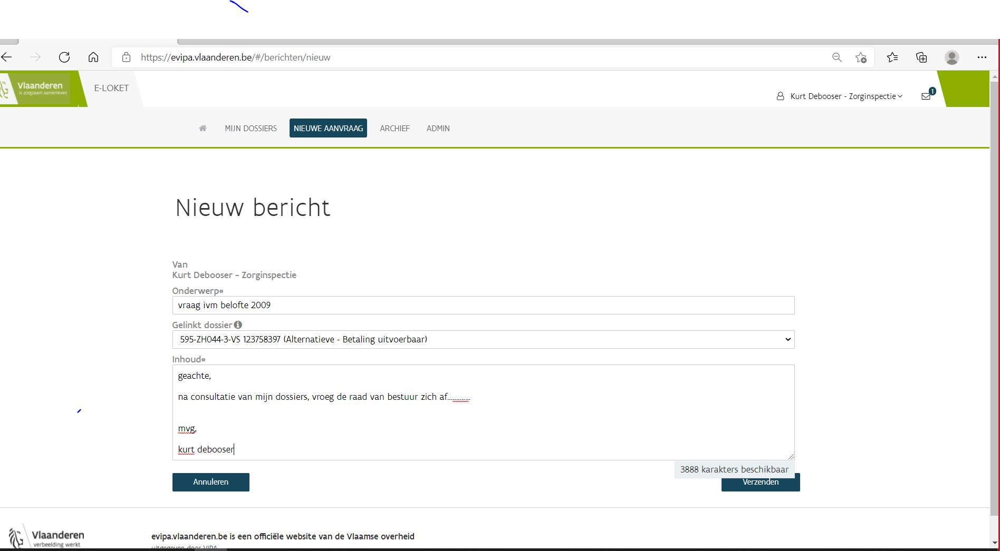 https://evipa.vlaanderen.be/#/berichten/nieuw
Vlaanderen
is zorgzaam samenleven
E-LOKET
Kurt Debooser - Zorginspectie
1
MIJN DOSSIERS
NIEUWE AANVRAAG
ARCHIEF
ADMIN
Nieuw bericht
Van
Kurt Debooser - Zorginspectie
Onderwerp*
vraag ivm belofte 2009
Gelinkt dossier
595-ZH044-3-VS 123758397 (Alternatieve - Betaling uitvoerbaar)
Inhoud*
geachte,
na consultatie van mijn dossiers, vroeg de raad van bestuur zich af.............
mvg,
kurt debooser
3888 karakters beschikbaar
Annuleren
Verzenden
Vlaanderen
verbeelding werkt
evipa.vlaanderen.be is een officiële website van de Vlaamse overheid
uitgegeven door VIPA